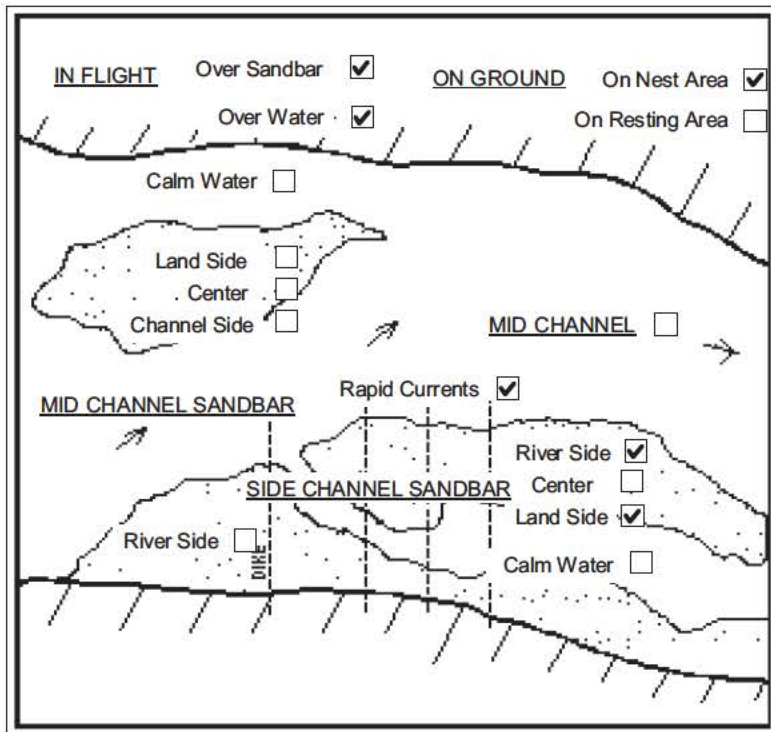 IN FLIGHT
Over Sandbar
ON GROUND
On Nest Area
Over Water
On Resting Area
Calm Water
Land Side
Center
Channel Side
MID CHANNEL
Rapid Currents
MID CHANNEL SANDBAR
River Side
SIDE CHANNEL SANDBAR
Center
Land Side
River Side
DIKE
Calm Water